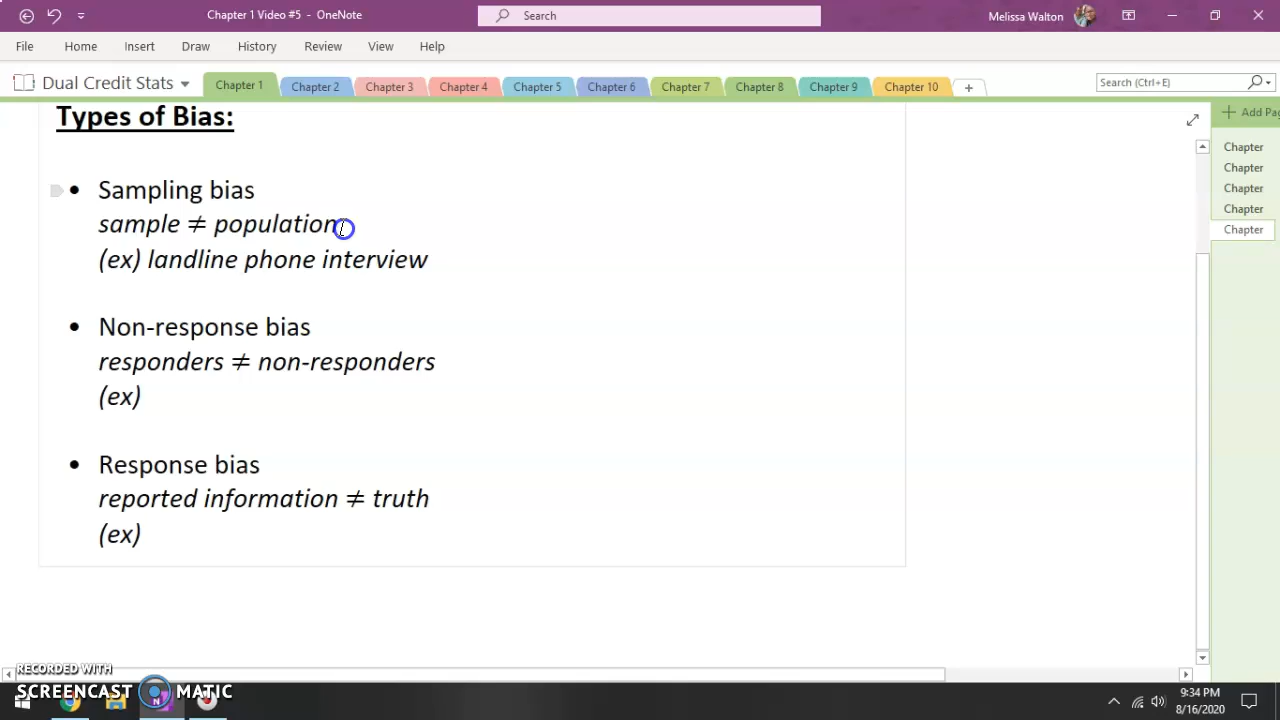 Chapter 1 Video #5 - OneNote
Search
Melissa Walton
File Home Insert Draw History Review View Help
Dual Credit Stats
Chapter 1 Chapter 2 Chapter 3 Chapter 4 Chapter 5 Chapter 6 Chapter 7 Chapter 8 Chapter 9 Chapter 10 +
Search (Ctrl+E)
+ Add Pag
Types of Bias:
Chapter
Chapter
Chapter
Chapter
Chapter
• Sampling bias
sample ≠ population
(ex) landline phone interview
• Non-response bias
responders ≠ non-responders
(ex)
• Response bias
reported information ≠ truth
(ex)
RECORDED WITH
SCREENCAST MATIC
N
9:34 PM
8/16/2020